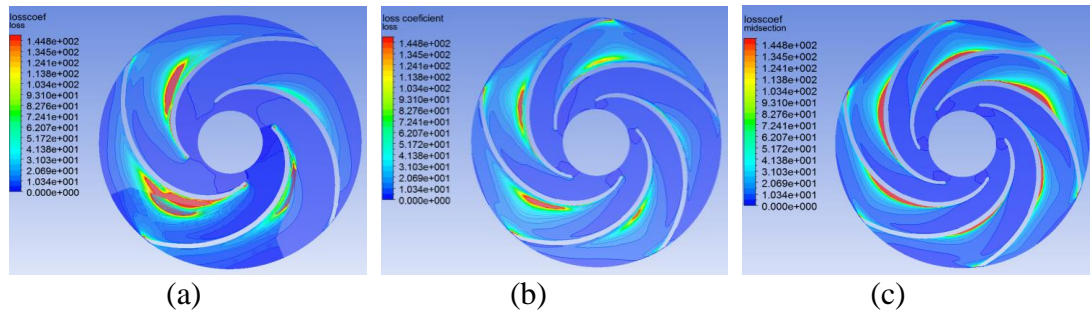 losscoef
loss
1.448e+002
1.345e+002
1.241e+002
1.138e+002
1.034e+002
9.310e+001
8.276e+001
7.241e+001
6.207e+001
5.172e+001
4.138e+001
3.103e+001
2.069e+001
1.034e+001
0.000e+000
(a)
loss coeficient
loss
1.448e+002
1.345e+002
1.241e+002
1.138e+002
1.034e+002
9.310e+001
8.276e+001
7.241e+001
6.207e+001
5.172e+001
4.138e+001
3.103e+001
2.069e+001
1.034e+001
0.000e+000
(b)
losscoef
midsection
1.448e+002
1.345e+002
1.241e+002
1.138e+002
1.034e+002
9.310e+001
8.276e+001
7.241e+001
6.207e+001
5.172e+001
4.138e+001
3.103e+001
2.069e+001
1.034e+001
0.000e+000
(c)